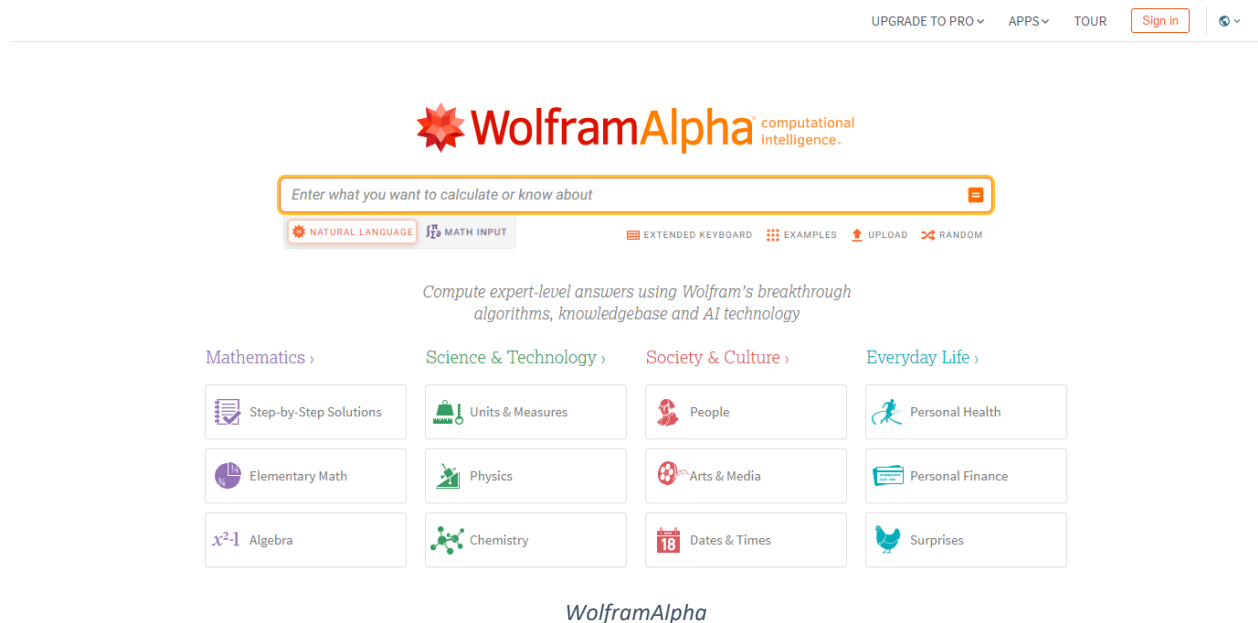 UPGRADE TO PRO APPS TOUR Sign in
WolframAlpha computational intelligence™
Enter what you want to calculate or know about
NATURAL LANGUAGE MATH INPUT EXTENDED KEYBOARD EXAMPLES UPLOAD RANDOM
Compute expert-level answers using Wolfram's breakthrough
algorithms, knowledgebase and AI technology
Mathematics › Science & Technology › Society & Culture › Everyday Life ›
Step-by-Step Solutions Units & Measures People Personal Health
Elementary Math Physics Arts & Media Personal Finance
x²-1 Algebra Chemistry 18 Dates & Times Surprises
WolframAlpha